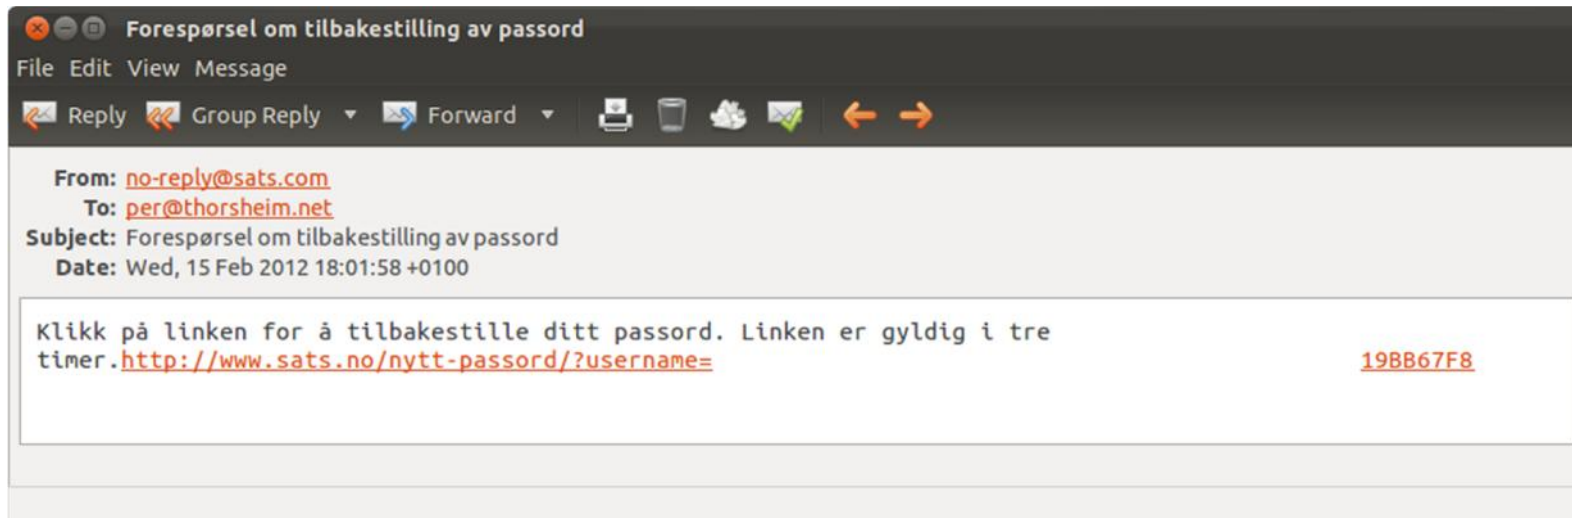 Forespørsel om tilbakestilling av passord
File Edit View Message
Reply Group Reply Forward
From: no-reply@sats.com
To: per@thorsheim.net
Subject: Forespørsel om tilbakestilling av passord
Date: Wed, 15 Feb 2012 18:01:58 +0100
Klikk på linken for å tilbakestille ditt passord. Linken er gyldig i tre
timer.http://www.sats.no/nytt-passord/?username= 19BB67F8